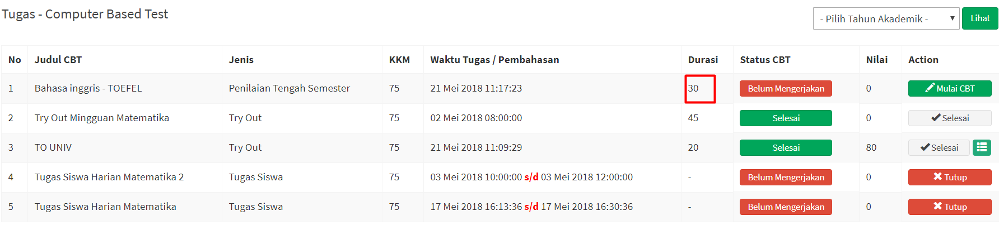 Tugas - Computer Based Test
- Pilih Tahun Akademik - Lihat
No Judul CBT Jenis KKM Waktu Tugas / Pembahasan Durasi Status CBT Nilai Action
1 Bahasa inggris - TOEFEL Penilaian Tengah Semester 75 21 Mei 2018 11:17:23 30 Belum Mengerjakan 0 Mulai CBT
2 Try Out Mingguan Matematika Try Out 75 02 Mei 2018 08:00:00 45 Selesai 0 Selesai
3 TO UNIV Try Out 75 21 Mei 2018 11:09:29 20 Selesai 80 Selesai
4 Tugas Siswa Harian Matematika 2 Tugas Siswa 75 03 Mei 2018 10:00:00 s/d 03 Mei 2018 12:00:00 - Belum Mengerjakan 0 Tutup
5 Tugas Siswa Harian Matematika Tugas Siswa 75 17 Mei 2018 16:13:36 s/d 17 Mei 2018 16:30:36 - Belum Mengerjakan 0 Tutup